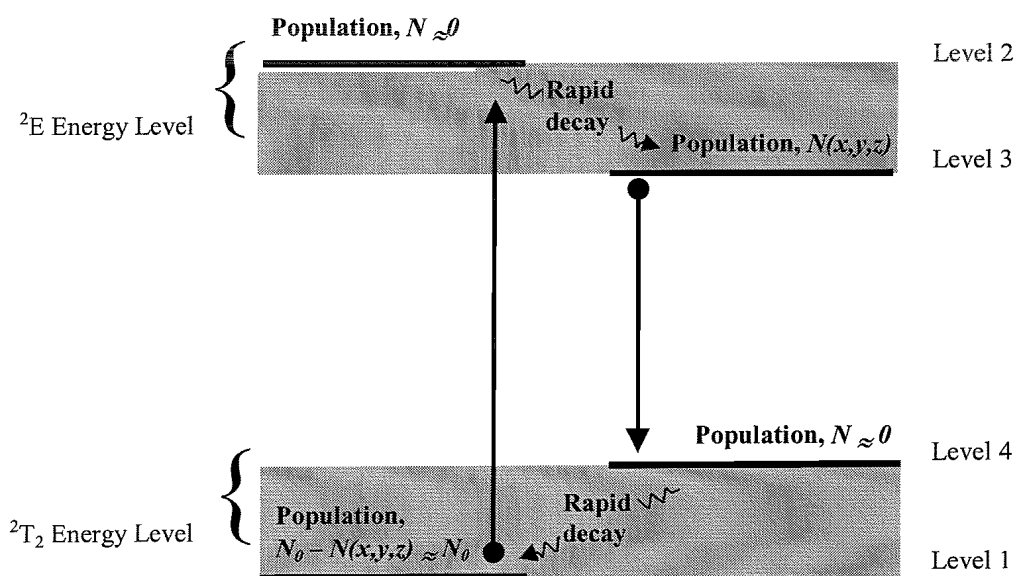 Population, N ≈ 0
Level 2
Rapid
decay
²E Energy Level
Population, N(x,y,z)
Level 3
Population, N ≈ 0
Level 4
Rapid
decay
Population,
N₀ – N(x,y,z) ≈ N₀
²T₂ Energy Level
Level 1